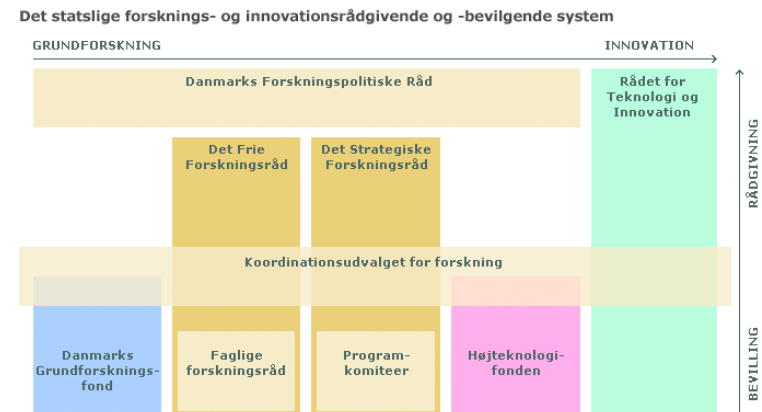 Det statslige forsknings- og innovationsrådgivende og -bevilgende system
GRUNDFORSKNING
INNOVATION
Danmarks Forskningspolitiske Råd
Rådet for
Teknologi og
Innovation
RÅDGIVNING
Det Frie
Forskningsråd
Det Strategiske
Forskningsråd
Koordinationsudvalget for forskning
Danmarks
Grundforsknings-
fond
Faglige
forskningsråd
Program-
komiteer
Højteknologi-
fonden
BEVILLING